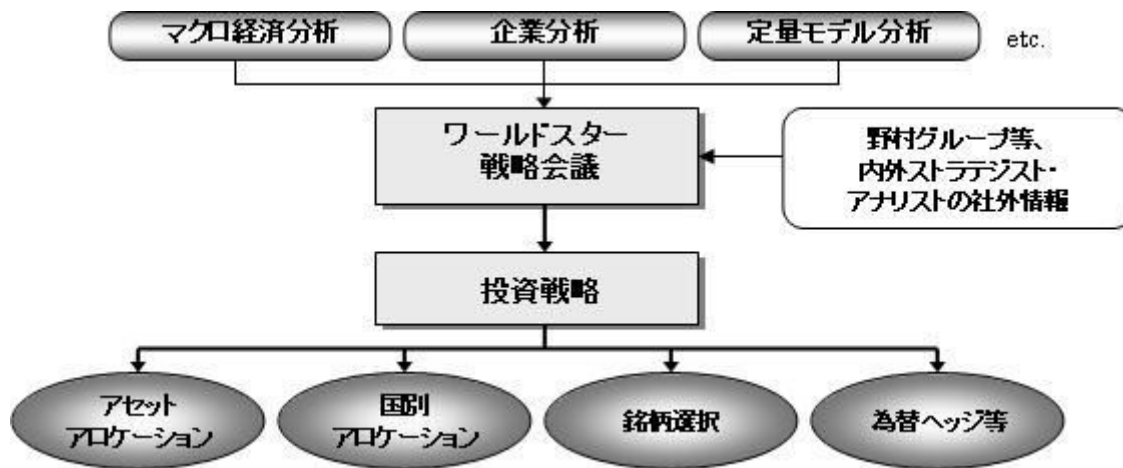 マクロ経済分析
企業分析
定量モデル分析
etc.
ワールドスター
戦略会議
野村グループ等、
内外ストラテジスト・
アナリストの社外情報
投資戦略
アセット
アロケーション
国別
アロケーション
銘柄選択
為替ヘッジ等